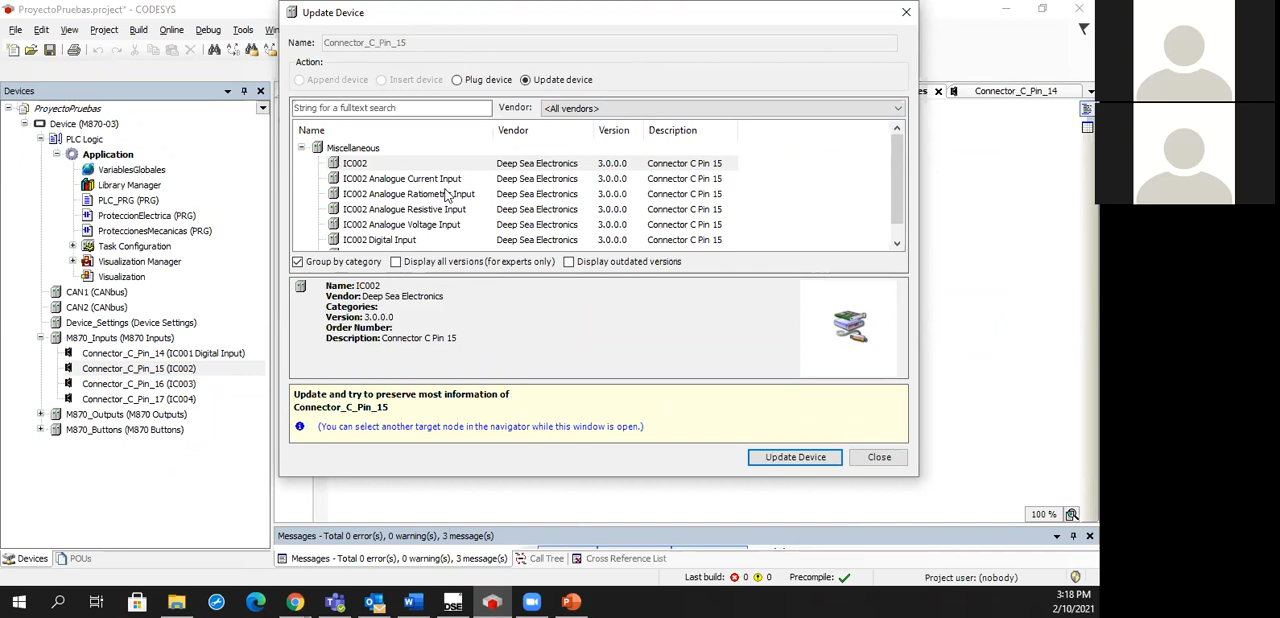 ProyectoPruebas.project* - CODESYS
File Edit View Project Build Online Debug Tools
Devices
ProyectoPruebas
Device (M870-03)
PLC Logic
Application
VariablesGlobales
Library Manager
PLC_PRG (PRG)
ProteccionElectrica (PRG)
ProteccionesMecanicas (PRG)
Task Configuration
Visualization Manager
Visualization
CAN1 (CANbus)
CAN2 (CANbus)
Device_Settings (Device Settings)
M870_Inputs (M870 Inputs)
Connector_C_Pin_14 (IC001 Digital Input)
Connector_C_Pin_15 (IC002)
Connector_C_Pin_16 (IC003)
Connector_C_Pin_17 (IC004)
M870_Outputs (M870 Outputs)
M870_Buttons (M870 Buttons)
Devices POUs
Update Device
Name: Connector_C_Pin_15
Action:
Append device Insert device Plug device Update device
String for a fulltext search Vendor: <All vendors>
Name Vendor Version Description
Miscellaneous
IC002 Deep Sea Electronics 3.0.0.0 Connector C Pin 15
IC002 Analogue Current Input Deep Sea Electronics 3.0.0.0 Connector C Pin 15
IC002 Analogue Ratiometric Input Deep Sea Electronics 3.0.0.0 Connector C Pin 15
IC002 Analogue Resistive Input Deep Sea Electronics 3.0.0.0 Connector C Pin 15
IC002 Analogue Voltage Input Deep Sea Electronics 3.0.0.0 Connector C Pin 15
IC002 Digital Input Deep Sea Electronics 3.0.0.0 Connector C Pin 15
Group by category Display all versions (for experts only) Display outdated versions
Name: IC002
Vendor: Deep Sea Electronics
Categories:
Version: 3.0.0.0
Order Number:
Description: Connector C Pin 15
Update and try to preserve most information of
Connector_C_Pin_15
(You can select another target node in the navigator while this window is open.)
Update Device Close
Connector_C_Pin_14
100 %
Messages - Total 0 error(s), 0 warning(s), 3 message(s)
Messages - Total 0 error(s), 0 warning(s), 3 message(s) Call Tree Cross Reference List
Last build: 0 0 Precompile: Project user: (nobody)
DSE
3:18 PM
2/10/2021